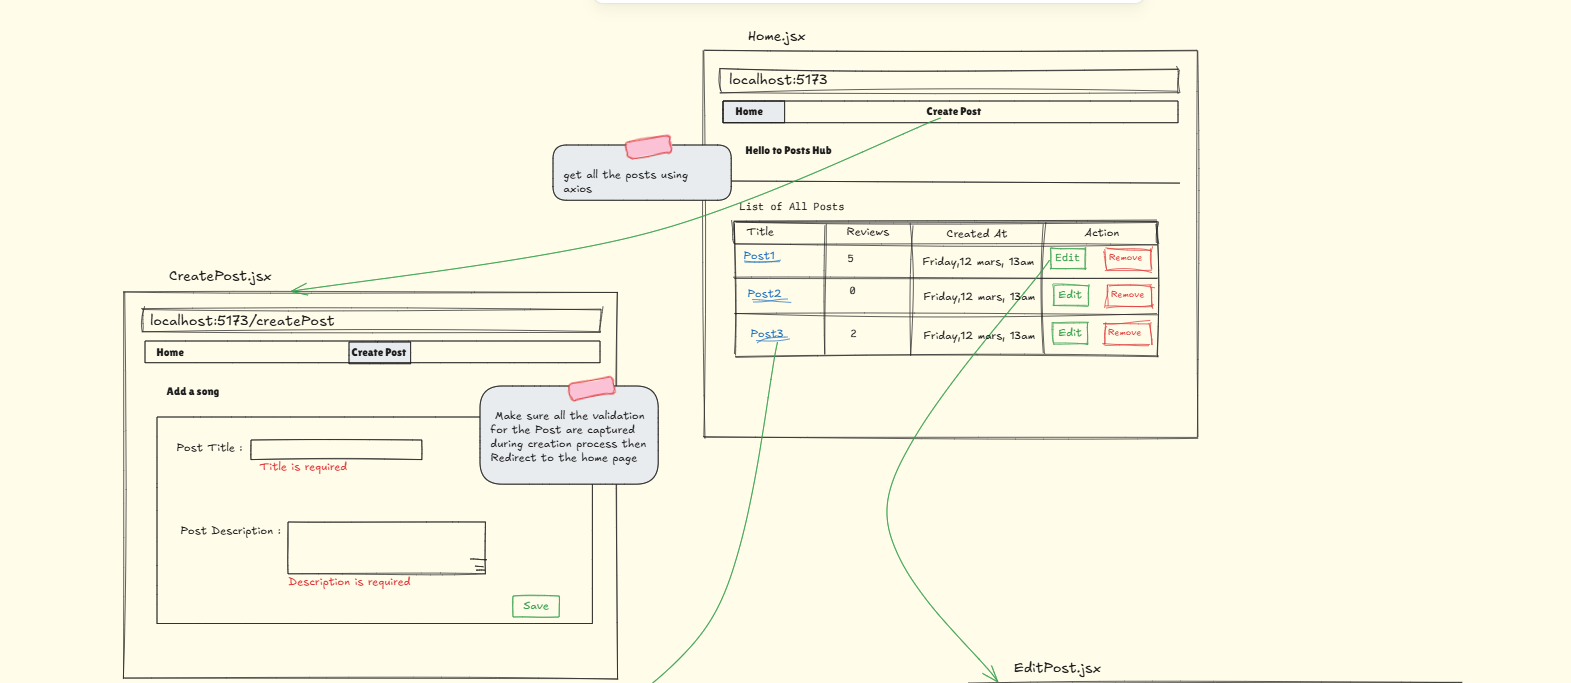 Home.jsx
localhost:5173
Home Create Post
Hello to Posts Hub
get all the posts using
axios
List of All Posts
Title Reviews Created At Action
Post1 5 Friday,12 mars, 13am Edit Remove
Post2 0 Friday,12 mars, 13am Edit Remove
Post3 2 Friday,12 mars, 13am Edit Remove
CreatePost.jsx
localhost:5173/createPost
Home Create Post
Add a song
Make sure all the validation
for the Post are captured
during creation process then
Redirect to the home page
Post Title :
Title is required
Post Description :
Description is required
Save
EditPost.jsx